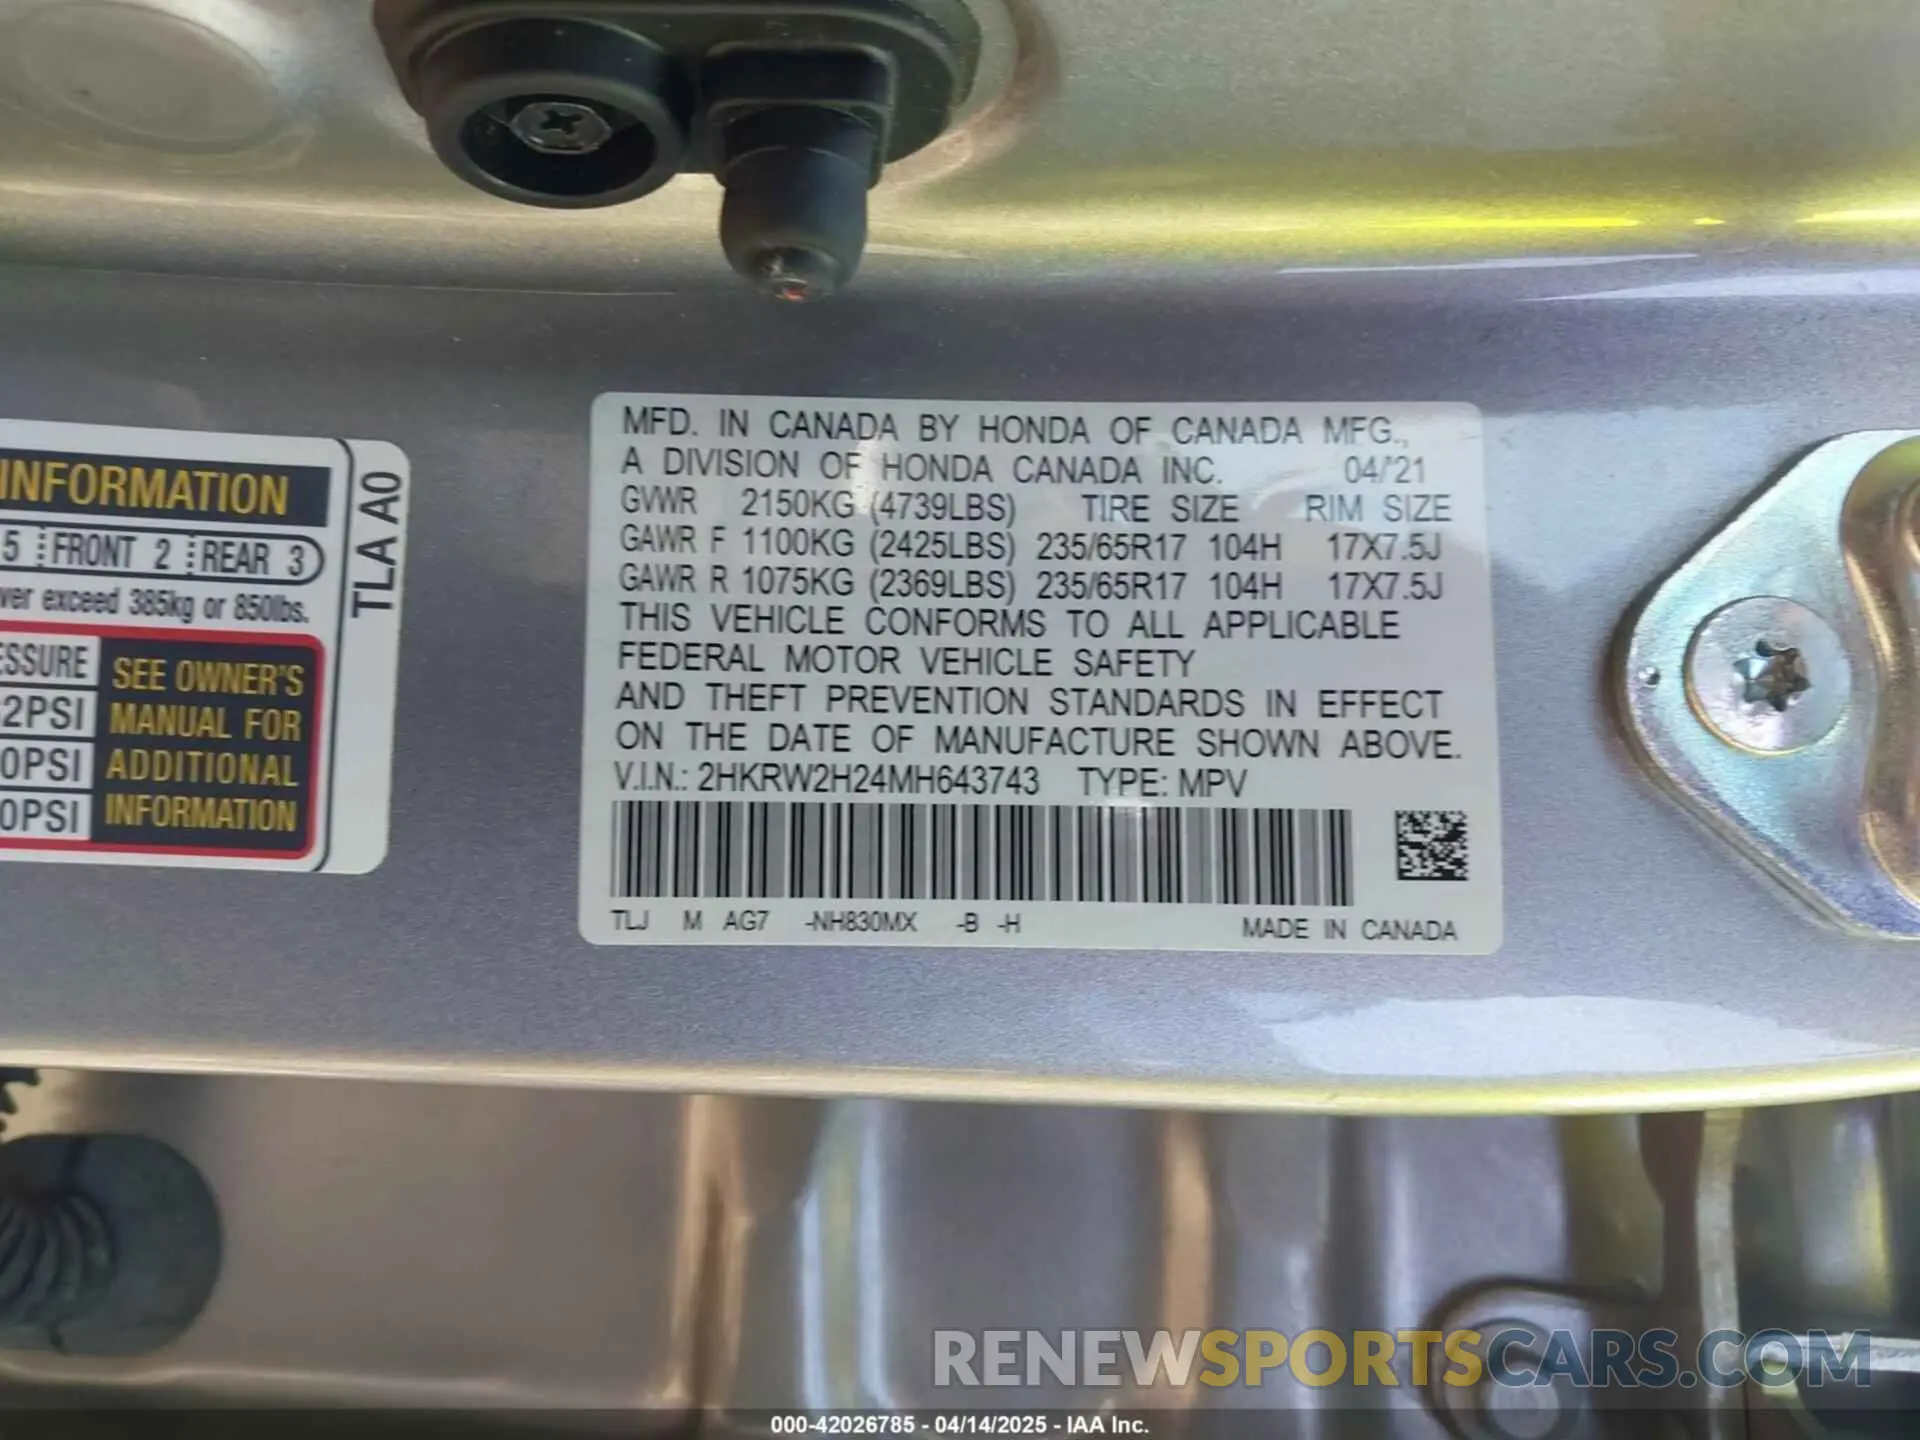 INFORMATION
5 FRONT 2 REAR 3
exceed 385kg or 850lbs.
SEE OWNER'S
2PSI MANUAL FOR
0PSI ADDITIONAL
0PSI INFORMATION
TLA A0
MFD. IN CANADA BY HONDA OF CANADA MFG.,
A DIVISION OF HONDA CANADA INC. 04/'21
GVWR 2150KG (4739LBS) TIRE SIZE RIM SIZE
GAWR F 1100KG (2425LBS) 235/65R17 104H 17X7.5J
GAWR R 1075KG (2369LBS) 235/65R17 104H 17X7.5J
THIS VEHICLE CONFORMS TO ALL APPLICABLE
FEDERAL MOTOR VEHICLE SAFETY
AND THEFT PREVENTION STANDARDS IN EFFECT
ON THE DATE OF MANUFACTURE SHOWN ABOVE.
V.I.N.: 2HKRW2H24MH643743 TYPE: MPV
TLJ M AG7 -NH830MX -B -H MADE IN CANADA
RENEWSPORTSCARS.COM
000-42026785 - 04/14/2025 - IAA Inc.